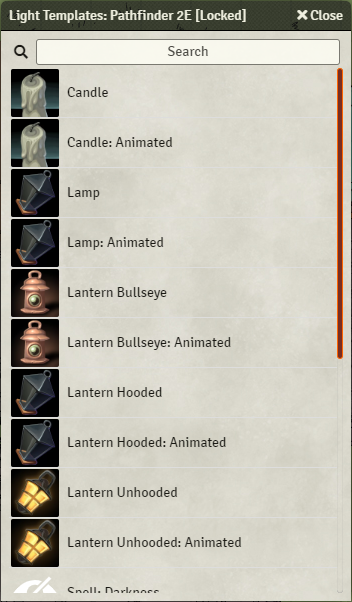 Light Templates: Pathfinder 2E [Locked] Close
Search
Candle
Candle: Animated
Lamp
Lamp: Animated
Lantern Bullseye
Lantern Bullseye: Animated
Lantern Hooded
Lantern Hooded: Animated
Lantern Unhooded
Lantern Unhooded: Animated
Spell: Darkness